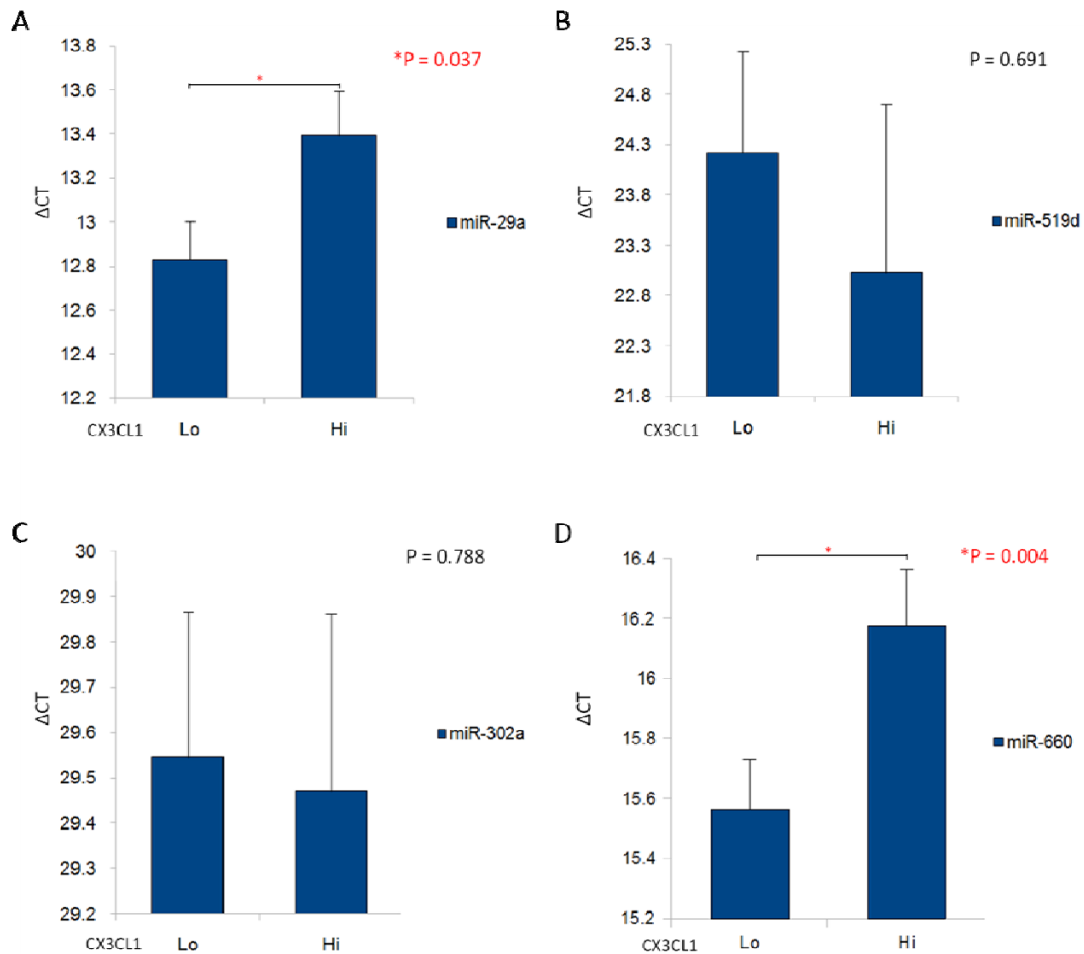 A
13.8
13.6
13.4
13.2
13
12.8
12.6
12.4
12.2
ΔCT
*P = 0.037
*
miR-29a
CX3CL1 Lo Hi
B
25.3
24.8
24.3
23.8
23.3
22.8
22.3
21.8
ΔCT
P = 0.691
miR-519d
CX3CL1 Lo Hi
C
30
29.9
29.8
29.7
29.6
29.5
29.4
29.3
29.2
ΔCT
P = 0.788
miR-302a
CX3CL1 Lo Hi
D
16.4
16.2
16
15.8
15.6
15.4
15.2
ΔCT
*P = 0.004
*
miR-660
CX3CL1 Lo Hi